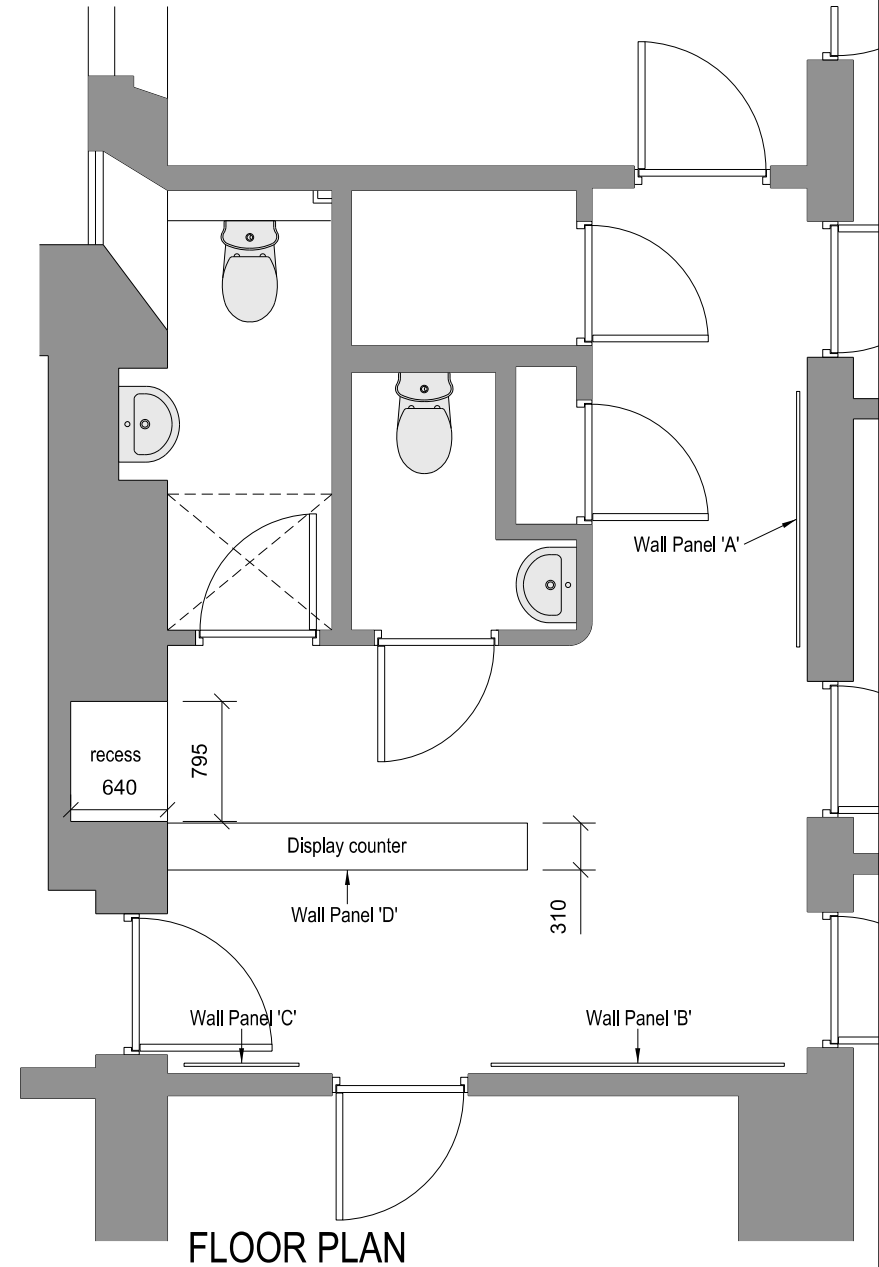 Wall Panel 'A'
recess
640
795
Display counter
Wall Panel 'D'
310
Wall Panel 'C'
Wall Panel 'B'
FLOOR PLAN